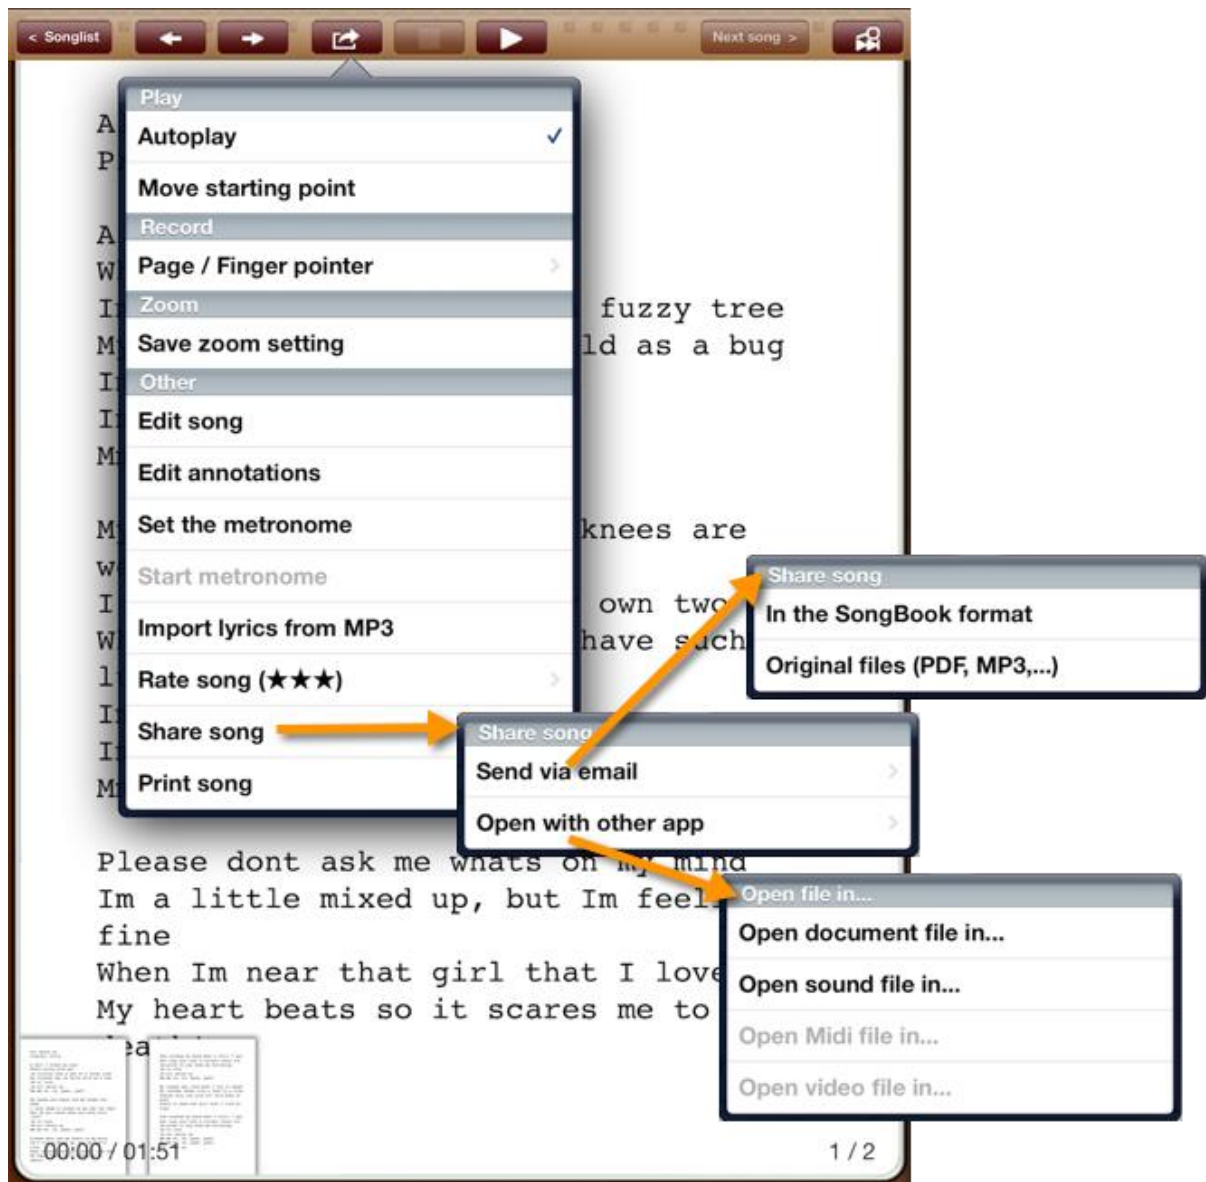 < Songlist
Next song >
Play
A
Autoplay ✓
P
Move starting point
Record
A
Page / Finger pointer >
W
Zoom
I fuzzy tree
Save zoom setting
M ld as a bug
Other
I
Edit song
I
Edit annotations
M
Set the metronome
M knees are
Start metronome
w
Share song
I own two
In the SongBook format
Import lyrics from MP3
W have such
Original files (PDF, MP3,...)
Rate song (★★★) >
l
Share song
I
Share song
I
Send via email >
Print song
M
Open with other app >
Please dont ask me whats on my mind
Im a little mixed up, but Im feel
Open file in...
fine
Open document file in...
When Im near that girl that I love
Open sound file in...
My heart beats so it scares me to
Open Midi file in...
Open video file in...
00:00 / 01:51
1 / 2